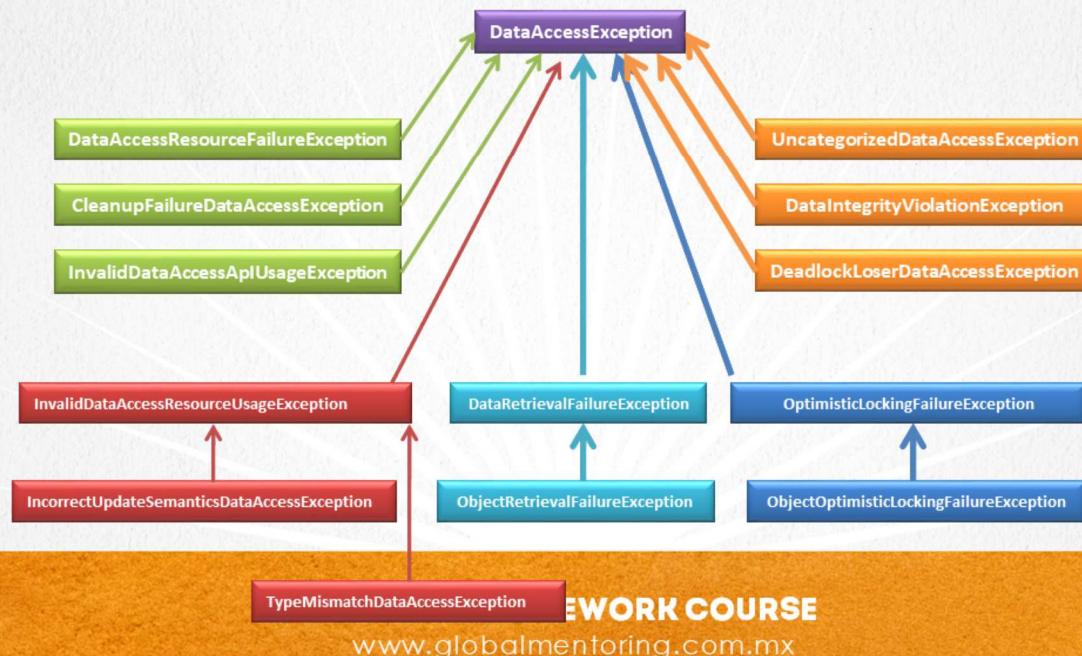 DataAccessException
DataAccessResourceFailureException
UncategorizedDataAccessException
CleanupFailureDataAccessException
DataIntegrityViolationException
InvalidDataAccessApIUsageException
DeadlockLoserDataAccessException
InvalidDataAccessResourceUsageException
DataRetrievalFailureException
OptimisticLockingFailureException
IncorrectUpdateSemanticsDataAccessException
ObjectRetrievalFailureException
ObjectOptimisticLockingFailureException
TypeMismatchDataAccessException
EWORK COURSE
www.globalmentoring.com.mx